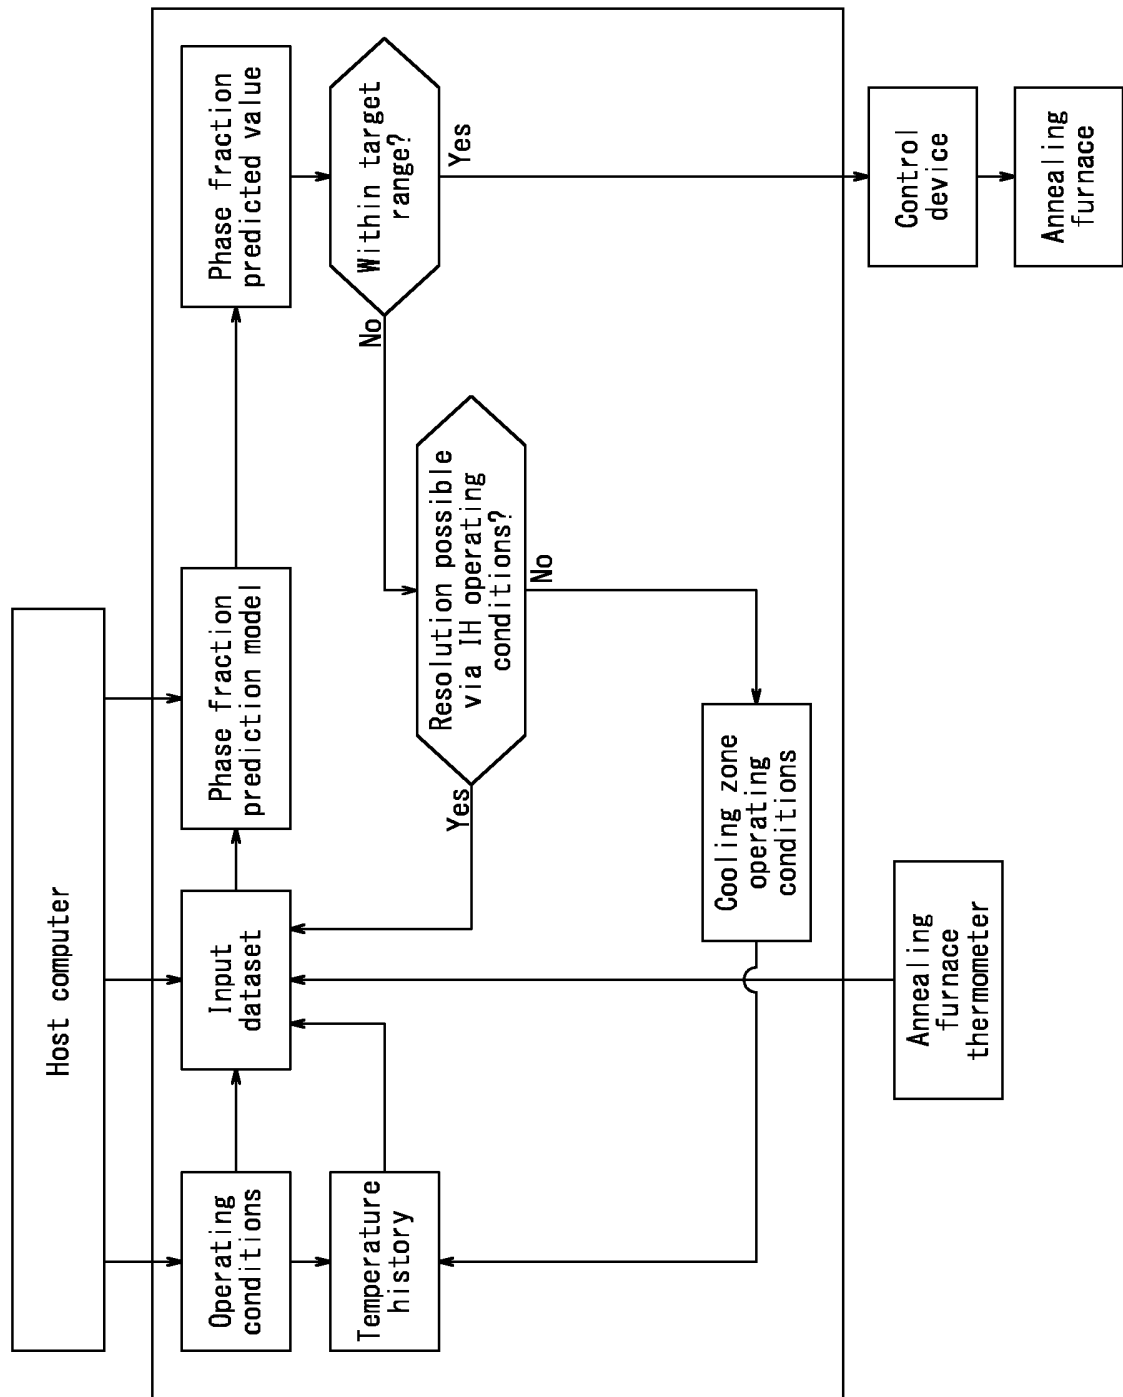 Host computer
Operating
conditions
Input
dataset
Phase fraction
prediction model
Phase fraction
predicted value
Temperature
history
Within target
range?
Yes
No
Resolution possible
via IH operating
conditions?
Yes
No
Cooling zone
operating
conditions
Annealing
furnace
thermometer
Control
device
Annealing
furnace